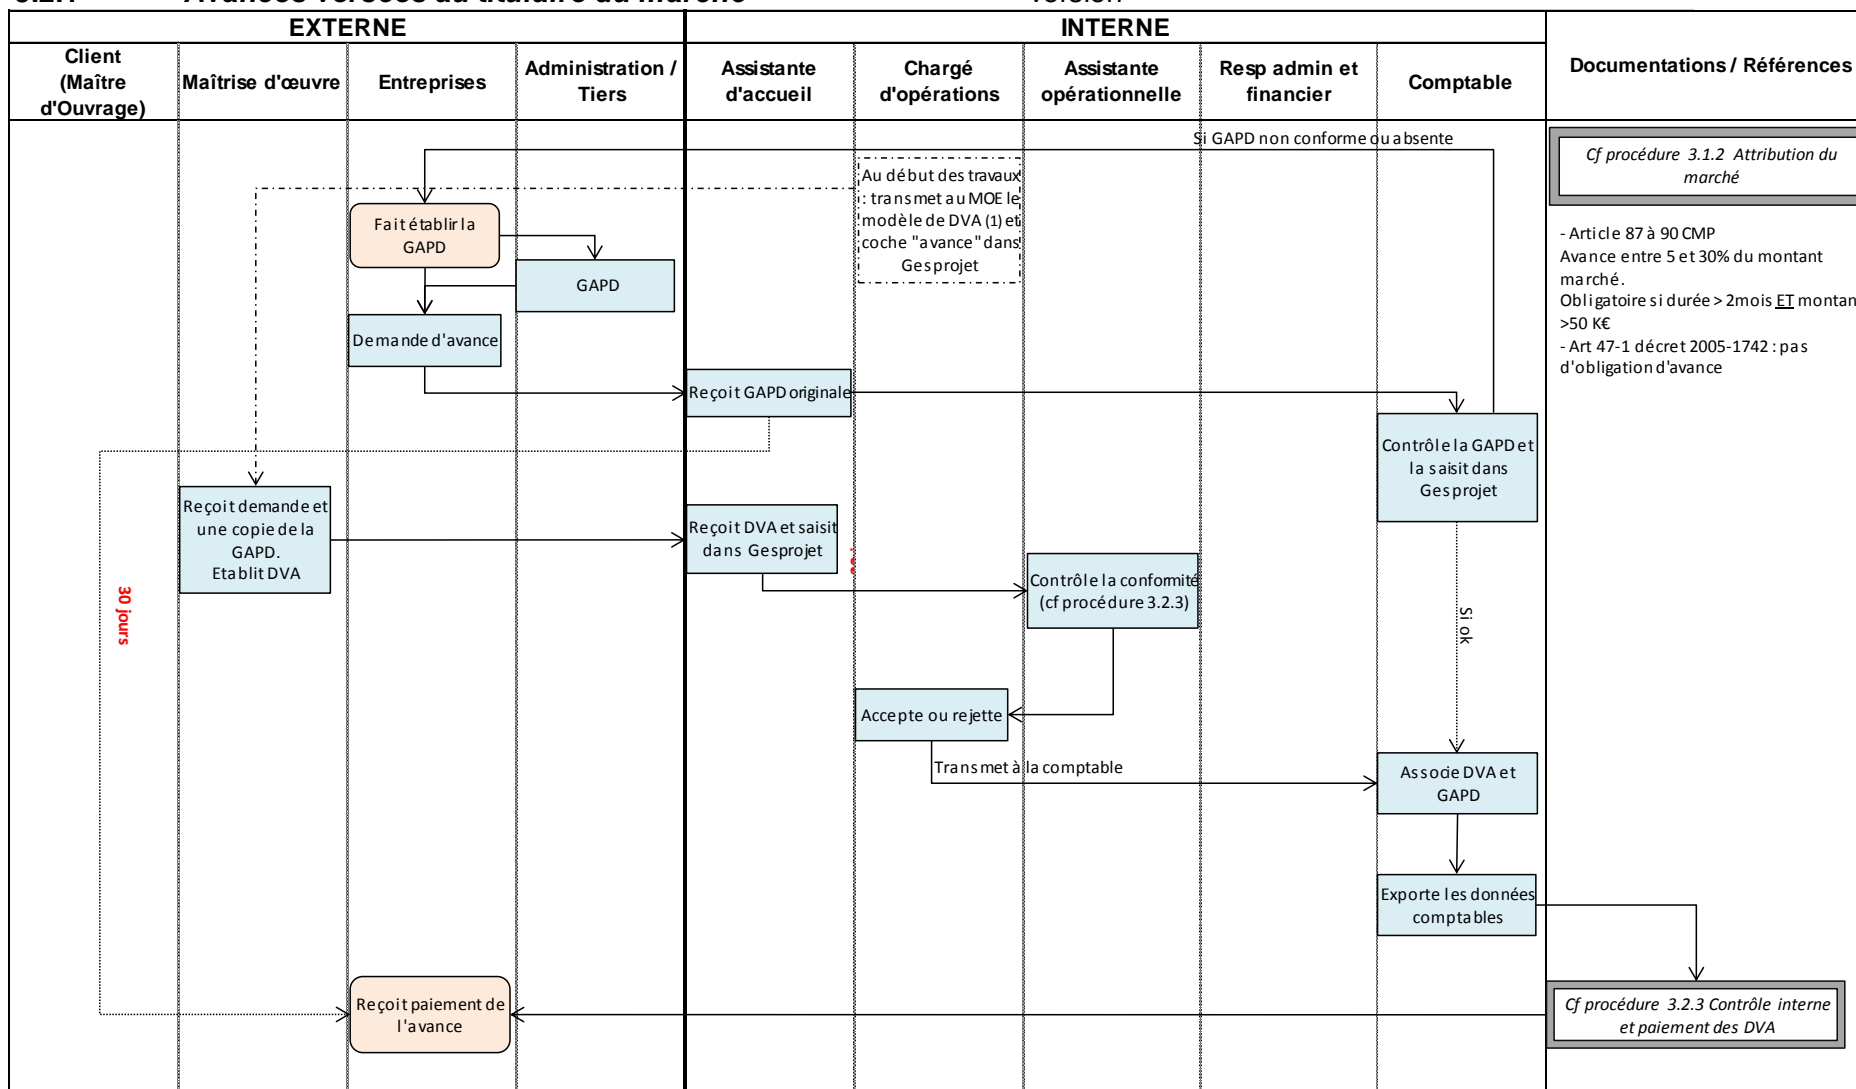 Avances versées au titulaire du marché
EXTERNE
INTERNE
Client
(Maître
d'Ouvrage)
Maîtrise d'œuvre
Entreprises
Administration /
Tiers
Assistante
d'accueil
Chargé
d'opérations
Assistante
opérationnelle
Resp admin et
financier
Comptable
Documentations / Références
Si GAPD non conforme ou absente
Cf procédure 3.1.2 Attribution du
marché
Au début des travaux
: transmet au MOE le
modèle de DVA (1) et
coche "avance" dans
Gesprojet
Fait établir la
GAPD
GAPD
- Article 87 à 90 CMP
Avance entre 5 et 30% du montant
marché.
Obligatoire si durée > 2mois ET montan
>50 K€
- Art 47-1 décret 2005-1742 : pas
d'obligation d'avance
Demande d'avance
Reçoit GAPD originale
Contrôle la GAPD et
la saisit dans
Gesprojet
Reçoit demande et
une copie de la
GAPD.
Etablit DVA
Reçoit DVA et saisit
dans Gesprojet
Contrôle la conformité
(cf procédure 3.2.3)
30 jours
Si ok
Accepte ou rejette
Transmet à la comptable
Associe DVA et
GAPD
Exporte les données
comptables
Reçoit paiement de
l'avance
Cf procédure 3.2.3 Contrôle interne
et paiement des DVA